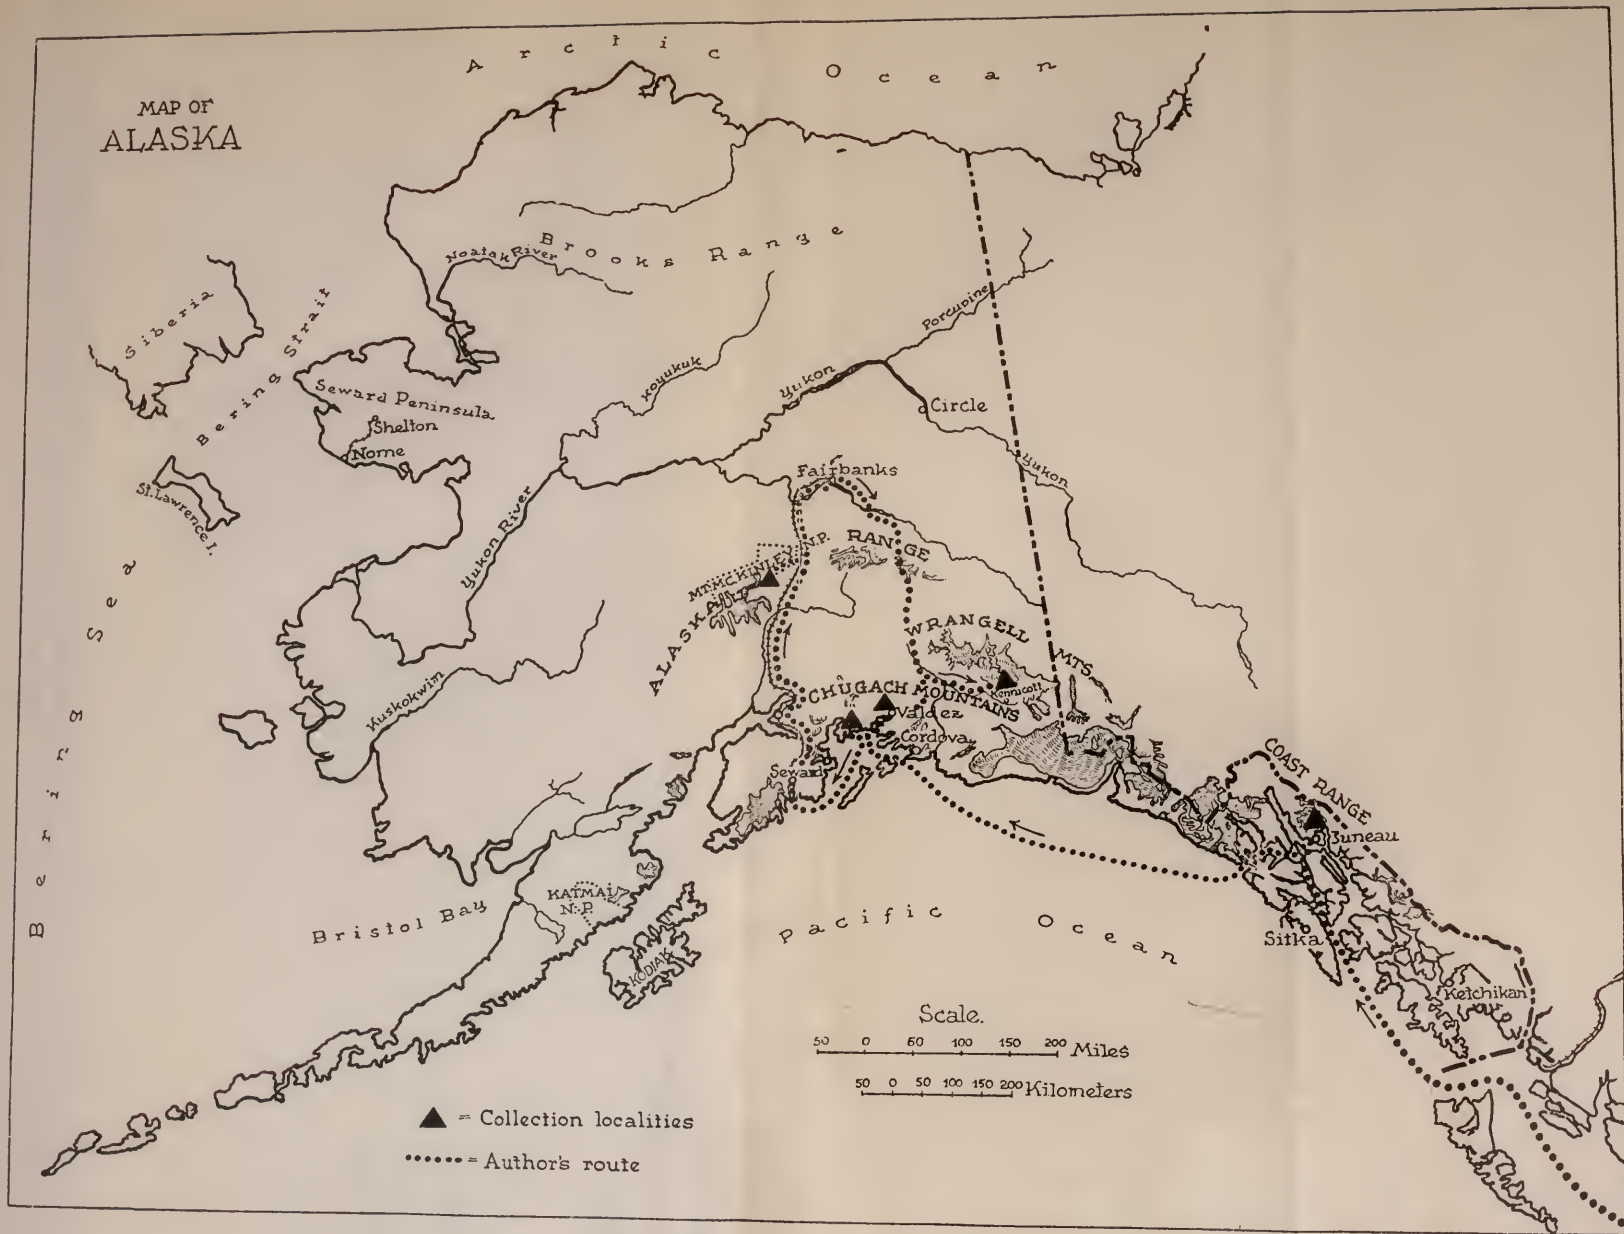 Arctic Ocean
MAP OF
ALASKA
Brooks Range
Noatak River
Siberia
Bering Strait
Porcupine
Koyukuk
Yukon
Seward Peninsula
Shelton
Nome
Circle
Yukon
St. Lawrence I.
Fairbanks
Yukon River
MT. MCKINLEY N.P.
ALASKA RANGE
WRANGELL MTS.
Kuskokwim
CHUGACH MOUNTAINS
Kennicott
Valdez
Cordova
Seward
COAST RANGE
Juneau
Bering Sea
KATMAI
N.P.
Bristol Bay
Pacific Ocean
KODIAK
Sitka
Ketchikan
Scale.
50 0 50 100 150 200 Miles
50 0 50 100 150 200 Kilometers
= Collection localities
= Author's route